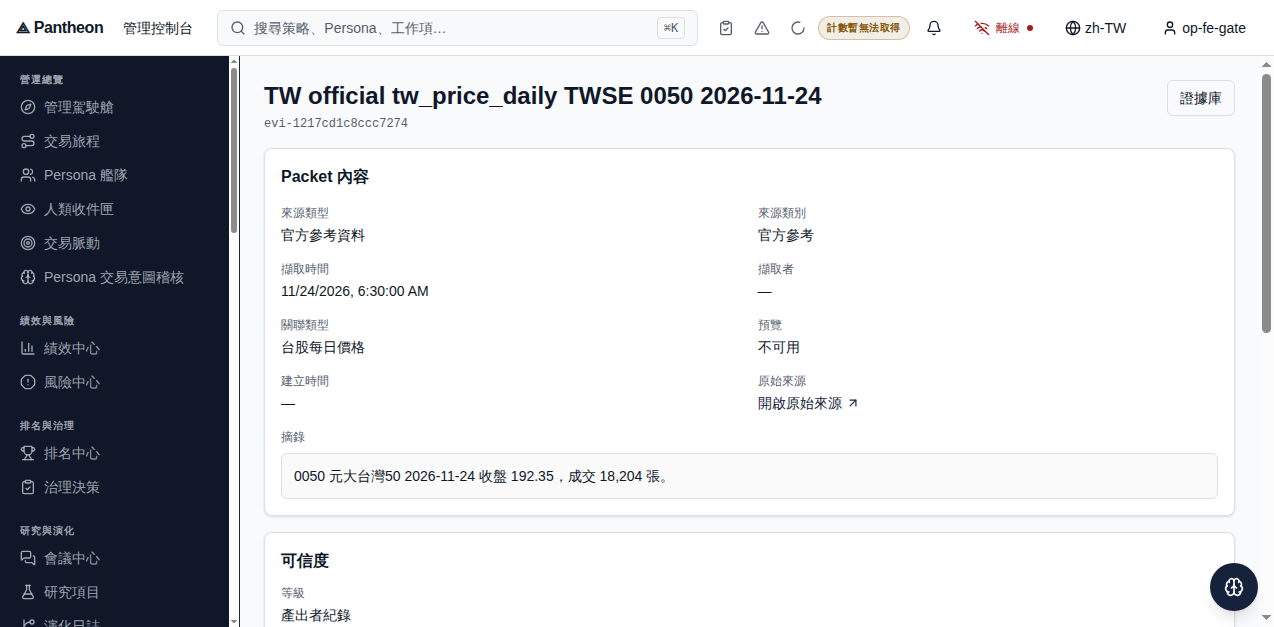 Pantheon
管理控制台
搜尋策略、Persona、工作項…
⌘K
計數暫無法取得
離線
zh-TW
op-fe-gate
營運總覽
管理駕駛艙
交易旅程
Persona 艦隊
人類收件匣
交易脈動
Persona 交易意圖稽核
績效與風險
績效中心
風險中心
排名與治理
排名中心
治理決策
研究與演化
會議中心
研究項目
演化日誌
TW official tw_price_daily TWSE 0050 2026-11-24
evi-1217cd1c8ccc7274
證據庫
Packet 內容
來源類型
官方參考資料
來源類別
官方參考
擷取時間
11/24/2026, 6:30:00 AM
擷取者
—
關聯類型
台股每日價格
預覽
不可用
建立時間
—
原始來源
開啟原始來源
摘錄
0050 元大台灣50 2026-11-24 收盤 192.35，成交 18,204 張。
可信度
等級
產出者紀錄